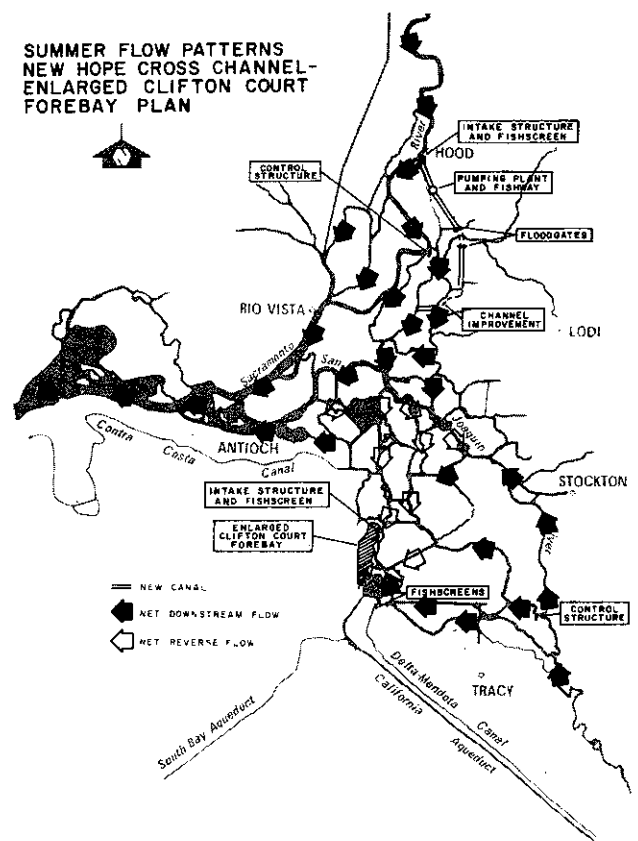 SUMMER FLOW PATTERNS
NEW HOPE CROSS CHANNEL-
ENLARGED CLIFTON COURT
FOREBAY PLAN
N
River
INTAKE STRUCTURE
AND FISHSCREEN
HOOD
CONTROL
STRUCTURE
PUMPING PLANT
AND FISHWAY
FLOODGATES
RIO VISTA
CHANNEL
IMPROVEMENT
LODI
Sacramento
San
Joaquin
River
Contra
Costa
Canal
ANTIOCH
STOCKTON
INTAKE STRUCTURE
AND FISHSCREEN
ENLARGED
CLIFTON COURT
FOREBAY
FISHSCREENS
CONTROL
STRUCTURE
NEW CANAL
NET DOWNSTREAM FLOW
NET REVERSE FLOW
TRACY
Delta-Mendota Canal
California Aqueduct
South Bay Aqueduct